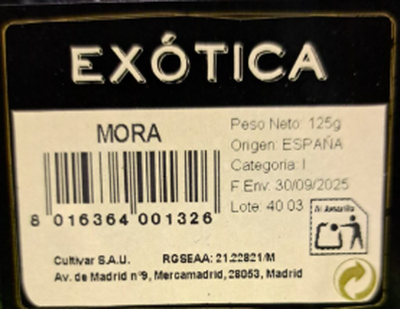 EXÓTICA
MORA
Peso Neto: 125g
Origen: ESPAÑA
Categoria: I
F.Env: 30/09/2025
Lote: 40 03
8 016364 001326
Al Amarillo
Cultivar S.A.U. RGSEAA: 21.22821/M
Av. de Madrid nº9, Mercamadrid, 28053, Madrid